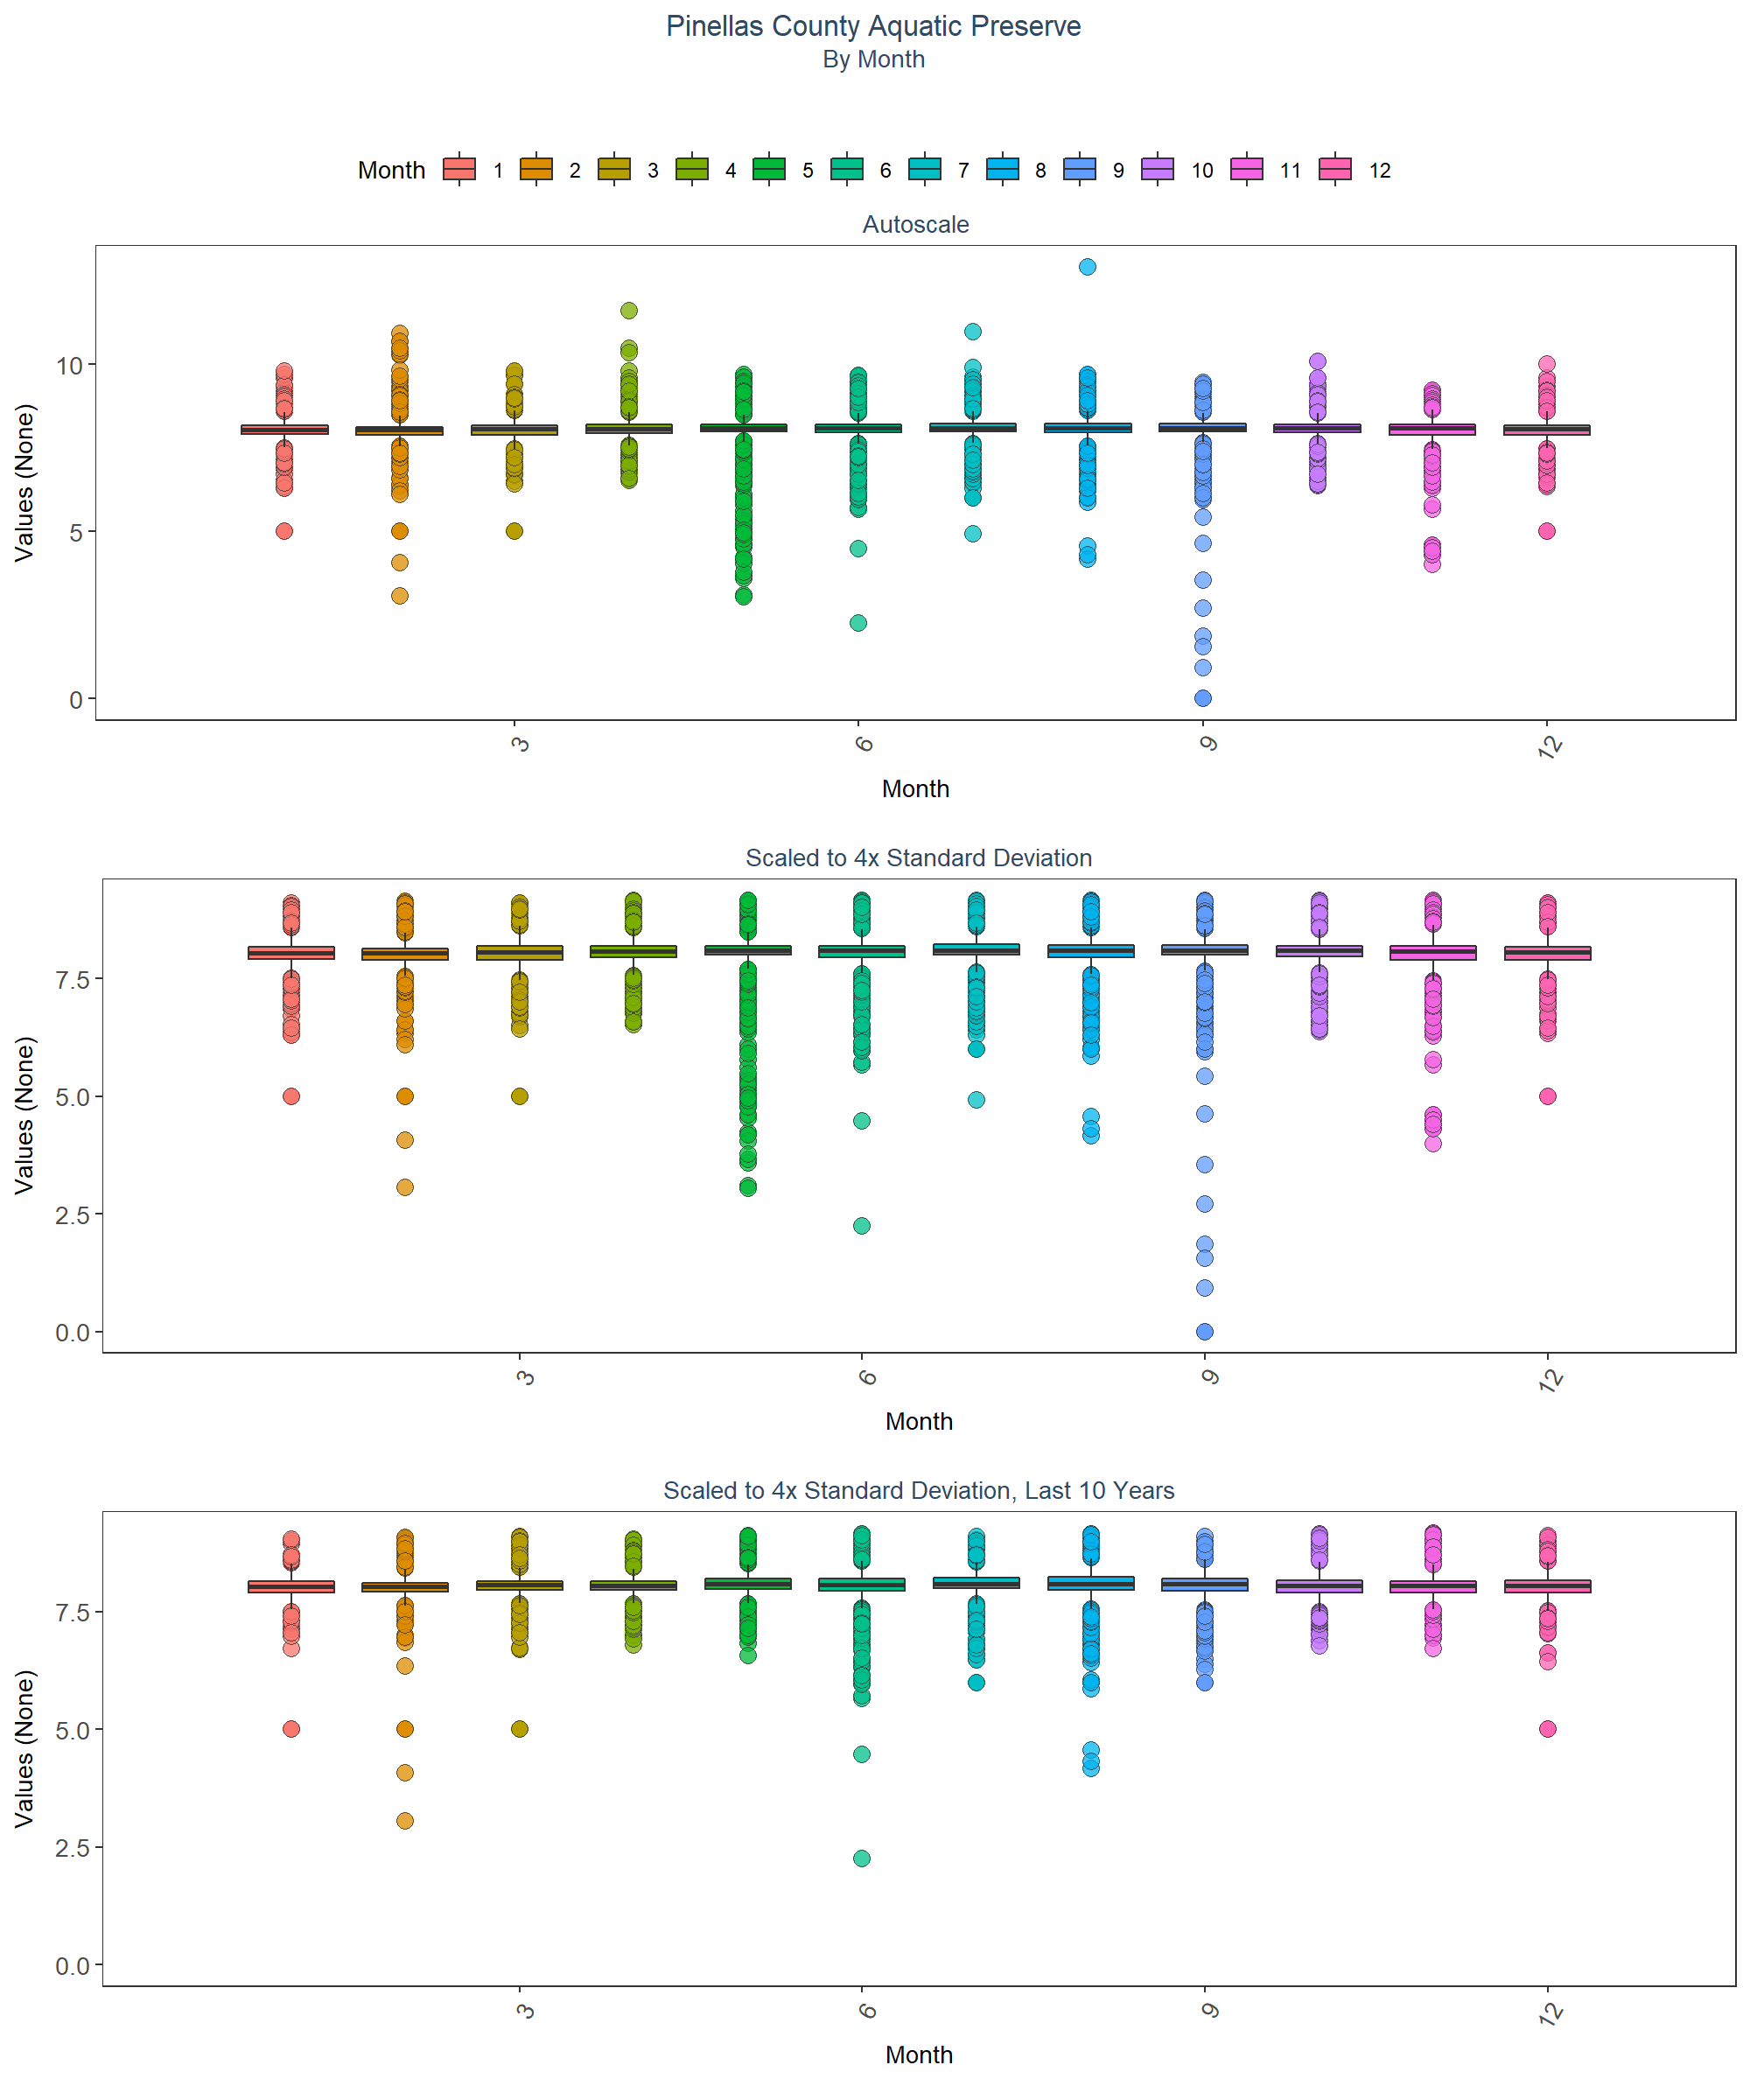 Pinellas County Aquatic Preserve
By Month
Month 1 2 3 4 5 6 7 8 9 10 11 12
Autoscale
Values (None)
10
5
0
3 6 9 12
Month
Scaled to 4x Standard Deviation
Values (None)
7.5
5.0
2.5
0.0
3 6 9 12
Month
Scaled to 4x Standard Deviation, Last 10 Years
Values (None)
7.5
5.0
2.5
0.0
3 6 9 12
Month